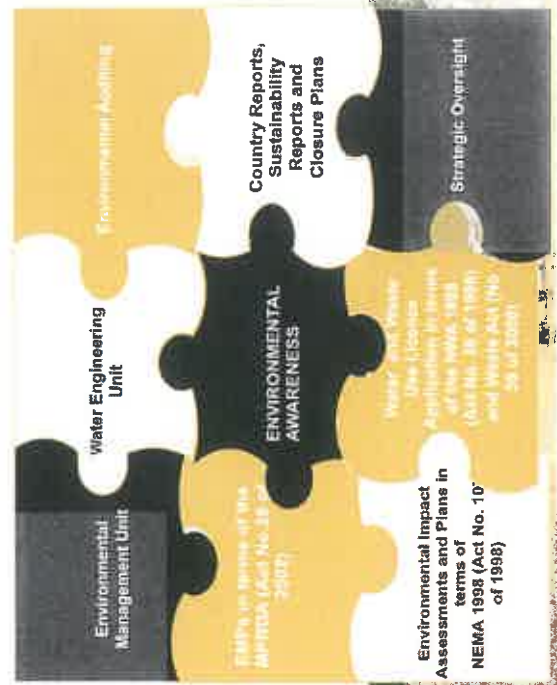 Environmental
Management Unit
Water Engineering
Unit
Environmental Auditing
EMPs in terms of the
MPRDA (Act No.28 of
2002)
ENVIRONMENTAL
AWARENESS
Country Reports,
Sustainability
Reports and
Closure Plans
Environmental Impact
Assessments and Plans in
terms of
NEMA 1998 (Act No. 107
of 1998)
and Water
Use Licence
Application in terms
of the NWA 1998
(Act No. of 1998)
and Waste Act (No
of 2008)
Strategic Oversight